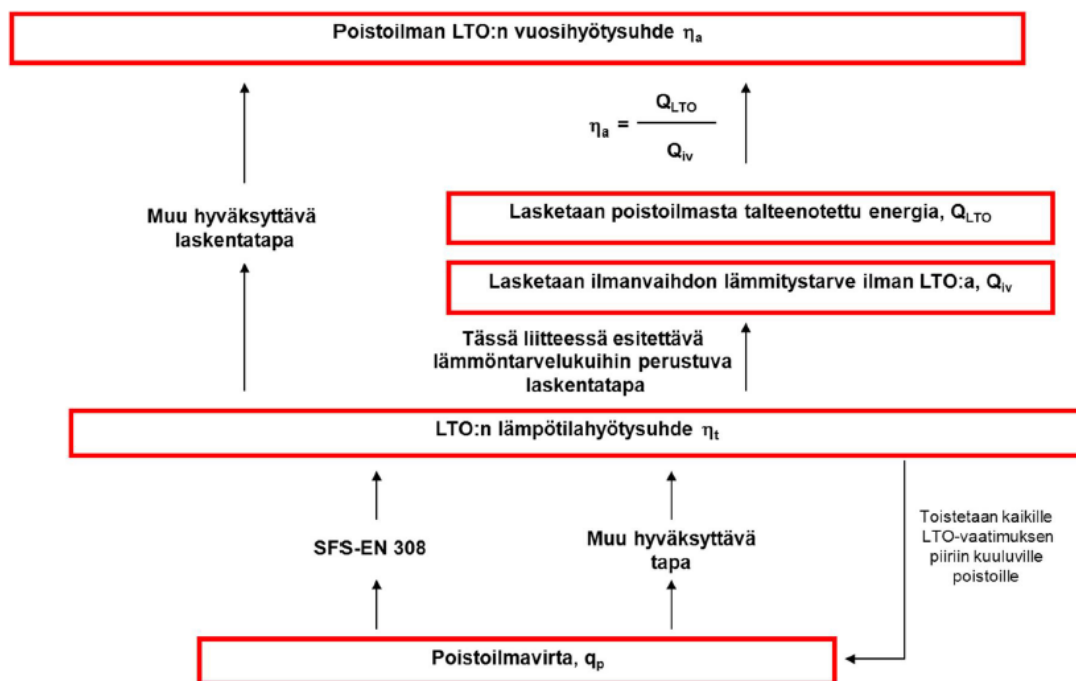 Poistoilman LTO:n vuosihyötysuhde ηa
ηa = QLTO
Qiv
Muu hyväksyttävä
laskentatapa
Lasketaan poistoilmasta talteenotettu energia, QLTO
Lasketaan ilmanvaihdon lämmitystarve ilman LTO:a, Qiv
Tässä liitteessä esitettävä
lämmöntarvelukuihin perustuva
laskentatapa
LTO:n lämpötilahyötysuhde ηt
SFS-EN 308
Muu hyväksyttävä
tapa
Toistetaan kaikille
LTO-vaatimuksen
piiriin kuuluville
poistoille
Poistoilmavirta, qp